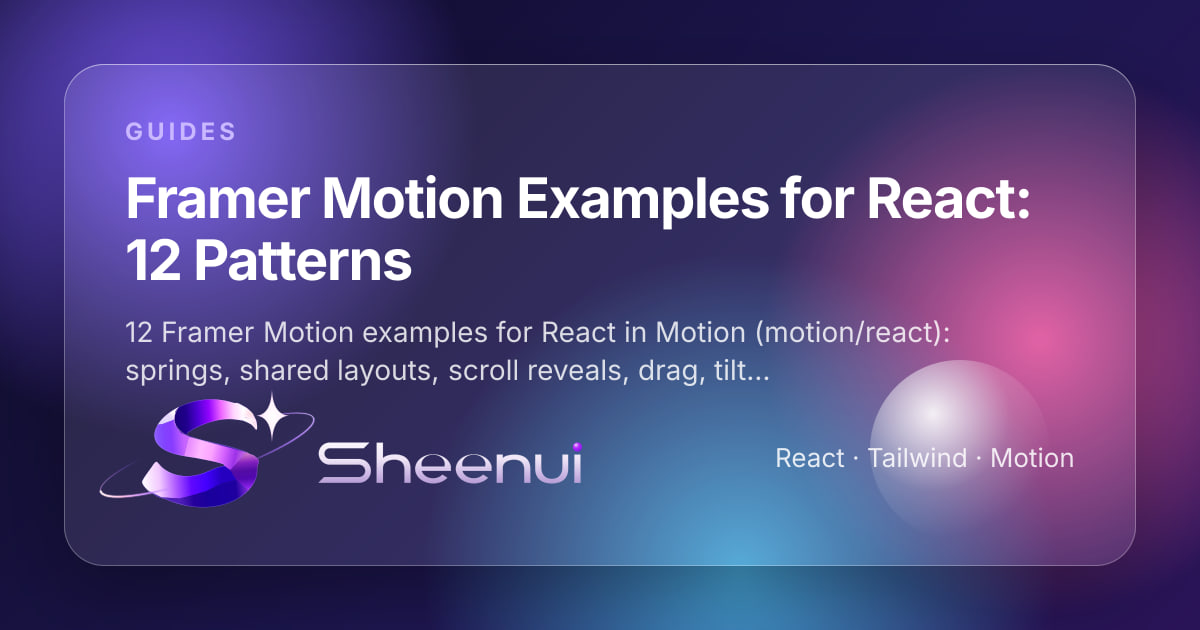 GUIDES
Framer Motion Examples for React:
12 Patterns
12 Framer Motion examples for React in Motion (motion/react):
springs, shared layouts, scroll reveals, drag, tilt...
Sheenui
React · Tailwind · Motion